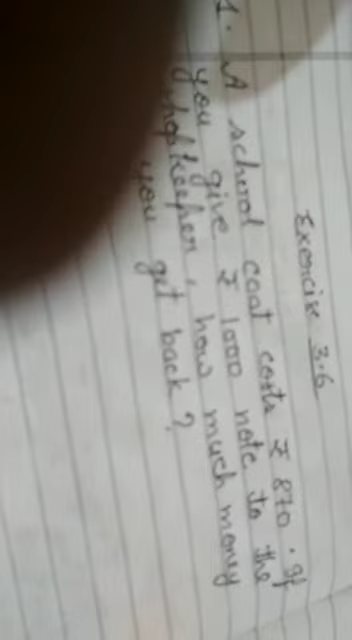 Exercise 3.6
1. A school coat costs ₹ 870. If
you give ₹ 1000 note to the
shopkeeper, how much money
you get back?